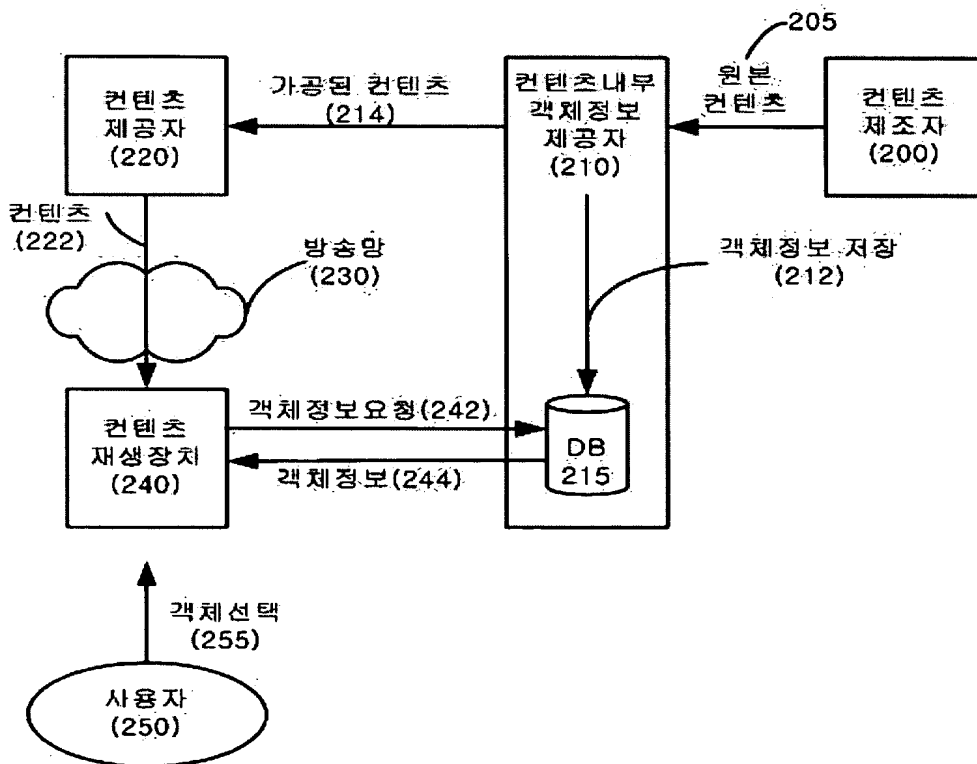 205
원본
컨텐츠
컨텐츠
제공자
(220)
가공된 컨텐츠
(214)
컨텐츠내부
객체정보
제공자
(210)
컨텐츠
제조자
(200)
컨텐츠
(222)
방송망
(230)
객체정보 저장
(212)
컨텐츠
재생장치
(240)
객체정보요청(242)
객체정보(244)
DB
215
객체선택
(255)
사용자
(250)